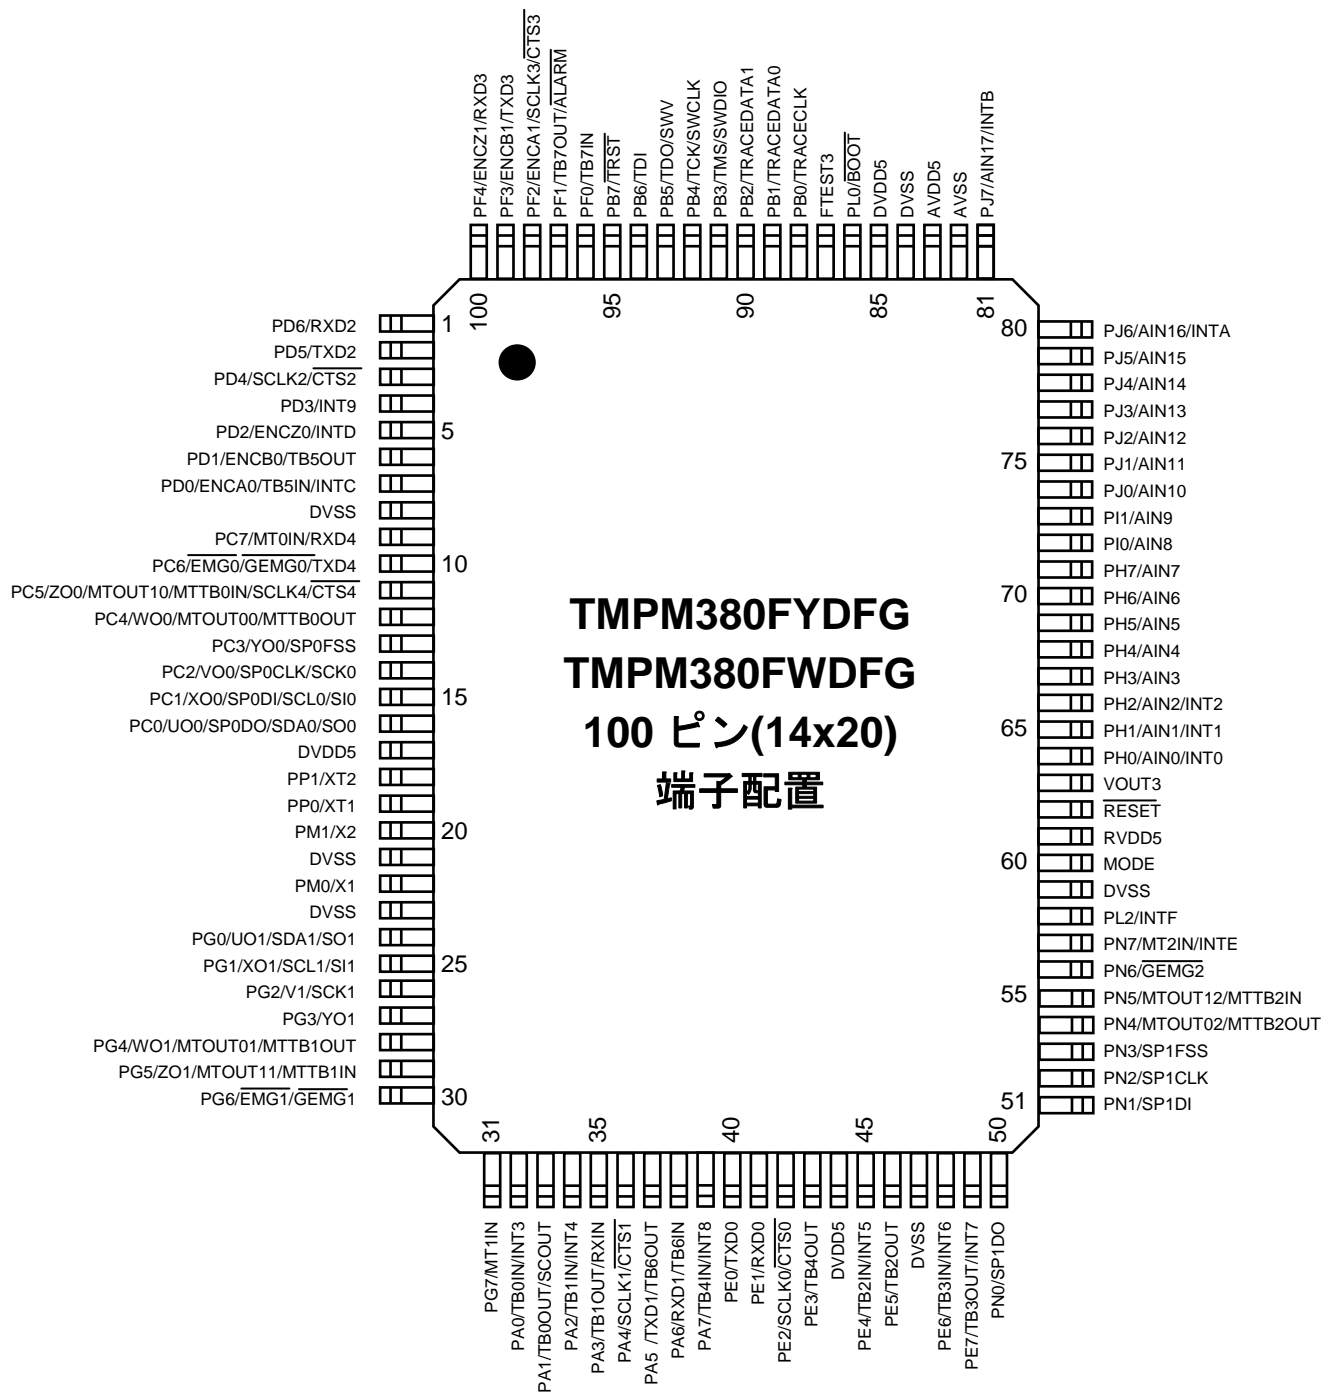 PF4/ENCZ1/RXD3
PF3/ENCB1/TXD3
PF2/ENCA1/SCLK3/CTS3
PF1/TB7OUT/ALARM
PF0/TB7IN
PB7/TRST
PB6/TDI
PB5/TDO/SWV
PB4/TCK/SWCLK
PB3/TMS/SWDIO
PB2/TRACEDATA1
PB1/TRACEDATA0
PB0/TRACECLK
FTEST3
PL0/BOOT
DVDD5
DVSS
AVDD5
AVSS
PJ7/AIN17/INTB
100
95
90
85
81
PD6/RXD2
PD5/TXD2
PD4/SCLK2/CTS2
PD3/INT9
PD2/ENCZ0/INTD
PD1/ENCB0/TB5OUT
PD0/ENCA0/TB5IN/INTC
DVSS
PC7/MT0IN/RXD4
PC6/EMG0/GEMG0/TXD4
PC5/ZO0/MTOUT10/MTTB0IN/SCLK4/CTS4
PC4/WO0/MTOUT00/MTTB0OUT
PC3/YO0/SP0FSS
PC2/VO0/SP0CLK/SCK0
PC1/XO0/SP0DI/SCL0/SI0
PC0/UO0/SP0DO/SDA0/SO0
DVDD5
PP1/XT2
PP0/XT1
PM1/X2
DVSS
PM0/X1
DVSS
PG0/UO1/SDA1/SO1
PG1/XO1/SCL1/SI1
PG2/V1/SCK1
PG3/YO1
PG4/WO1/MTOUT01/MTTB1OUT
PG5/ZO1/MTOUT11/MTTB1IN
PG6/EMG1/GEMG1
1
5
10
15
20
25
30
TMPM380FYDFG
TMPM380FWDFG
100 ピン(14x20)
端子配置
80
75
70
65
60
55
51
PJ6/AIN16/INTA
PJ5/AIN15
PJ4/AIN14
PJ3/AIN13
PJ2/AIN12
PJ1/AIN11
PJ0/AIN10
PI1/AIN9
PI0/AIN8
PH7/AIN7
PH6/AIN6
PH5/AIN5
PH4/AIN4
PH3/AIN3
PH2/AIN2/INT2
PH1/AIN1/INT1
PH0/AIN0/INT0
VOUT3
RESET
RVDD5
MODE
DVSS
PL2/INTF
PN7/MT2IN/INTE
PN6/GEMG2
PN5/MTOUT12/MTTB2IN
PN4/MTOUT02/MTTB2OUT
PN3/SP1FSS
PN2/SP1CLK
PN1/SP1DI
31
35
40
45
50
PG7/MT1IN
PA0/TB0IN/INT3
PA1/TB0OUT/SCOUT
PA2/TB1IN/INT4
PA3/TB1OUT/RXIN
PA4/SCLK1/CTS1
PA5 /TXD1/TB6OUT
PA6/RXD1/TB6IN
PA7/TB4IN/INT8
PE0/TXD0
PE1/RXD0
PE2/SCLK0/CTS0
PE3/TB4OUT
DVDD5
PE4/TB2IN/INT5
PE5/TB2OUT
DVSS
PE6/TB3IN/INT6
PE7/TB3OUT/INT7
PN0/SP1DO